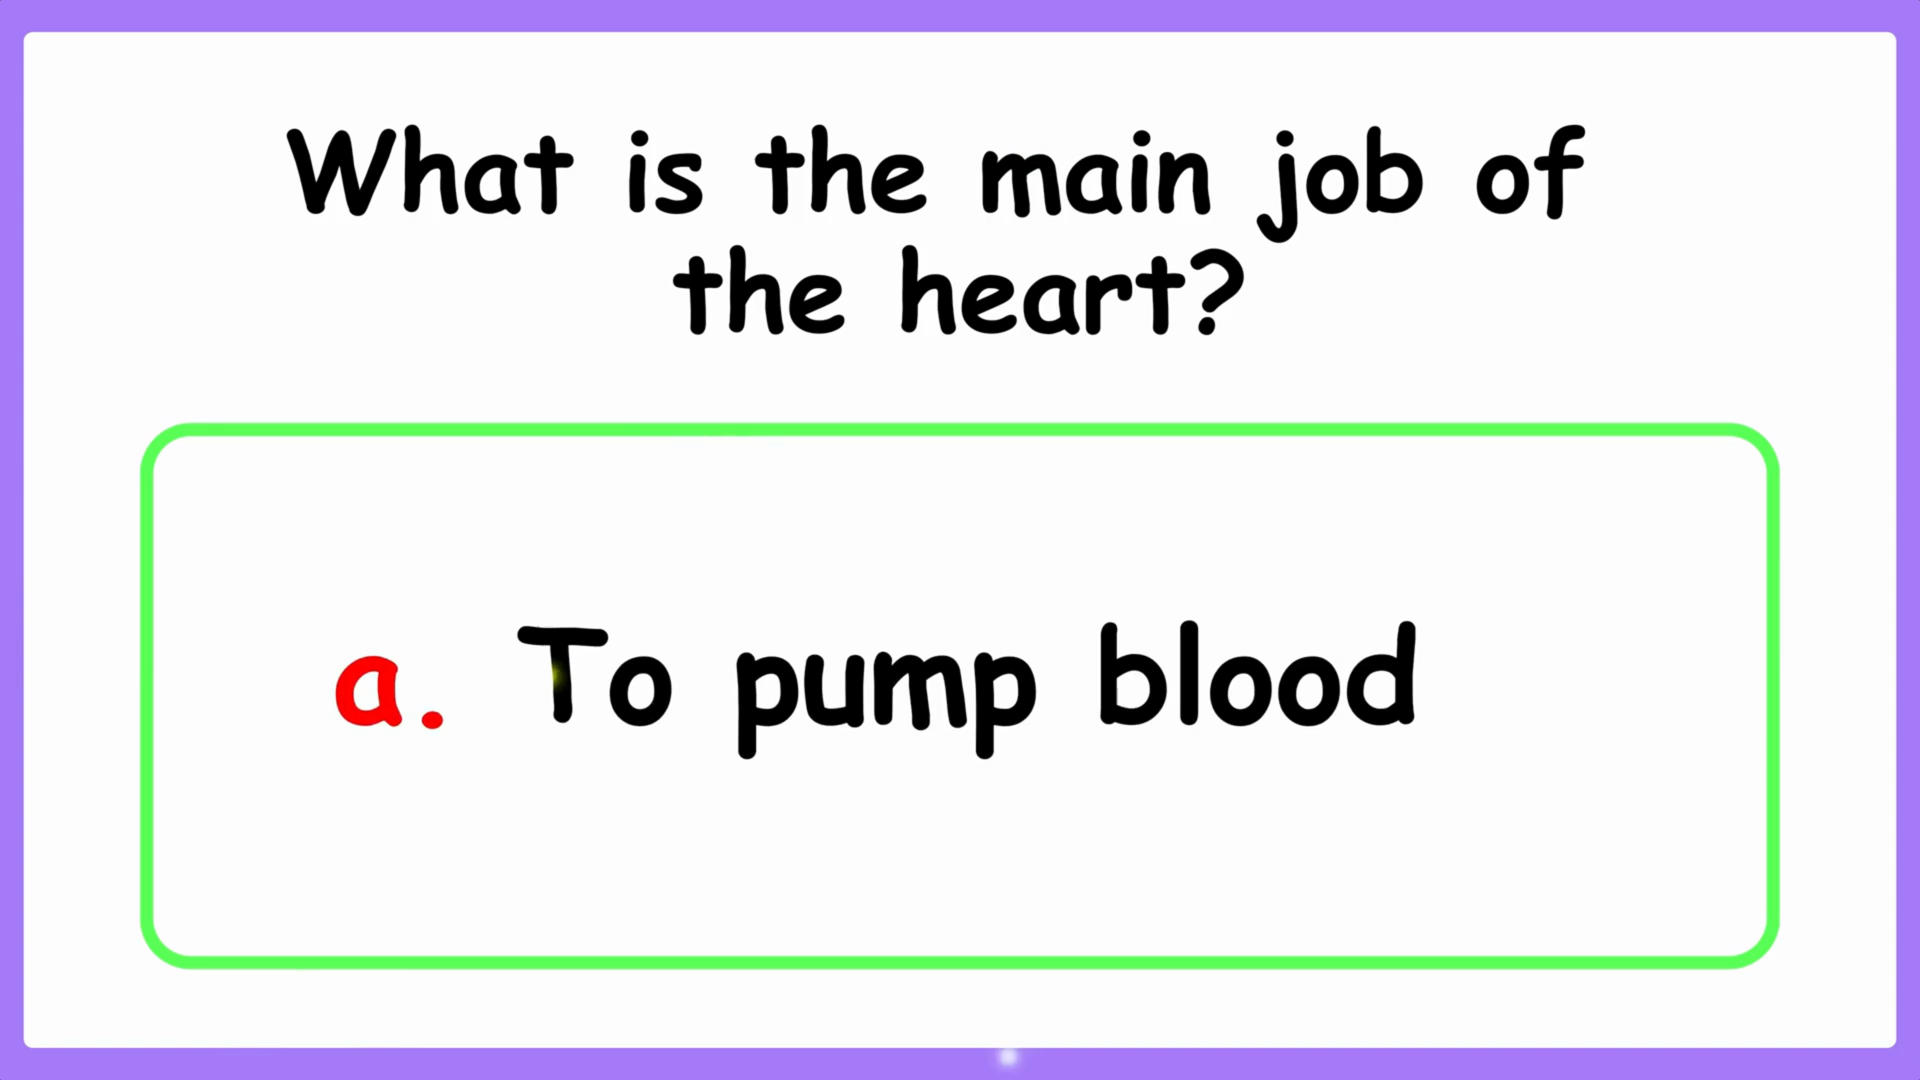 What is the main job of
the heart?
a. To pump blood